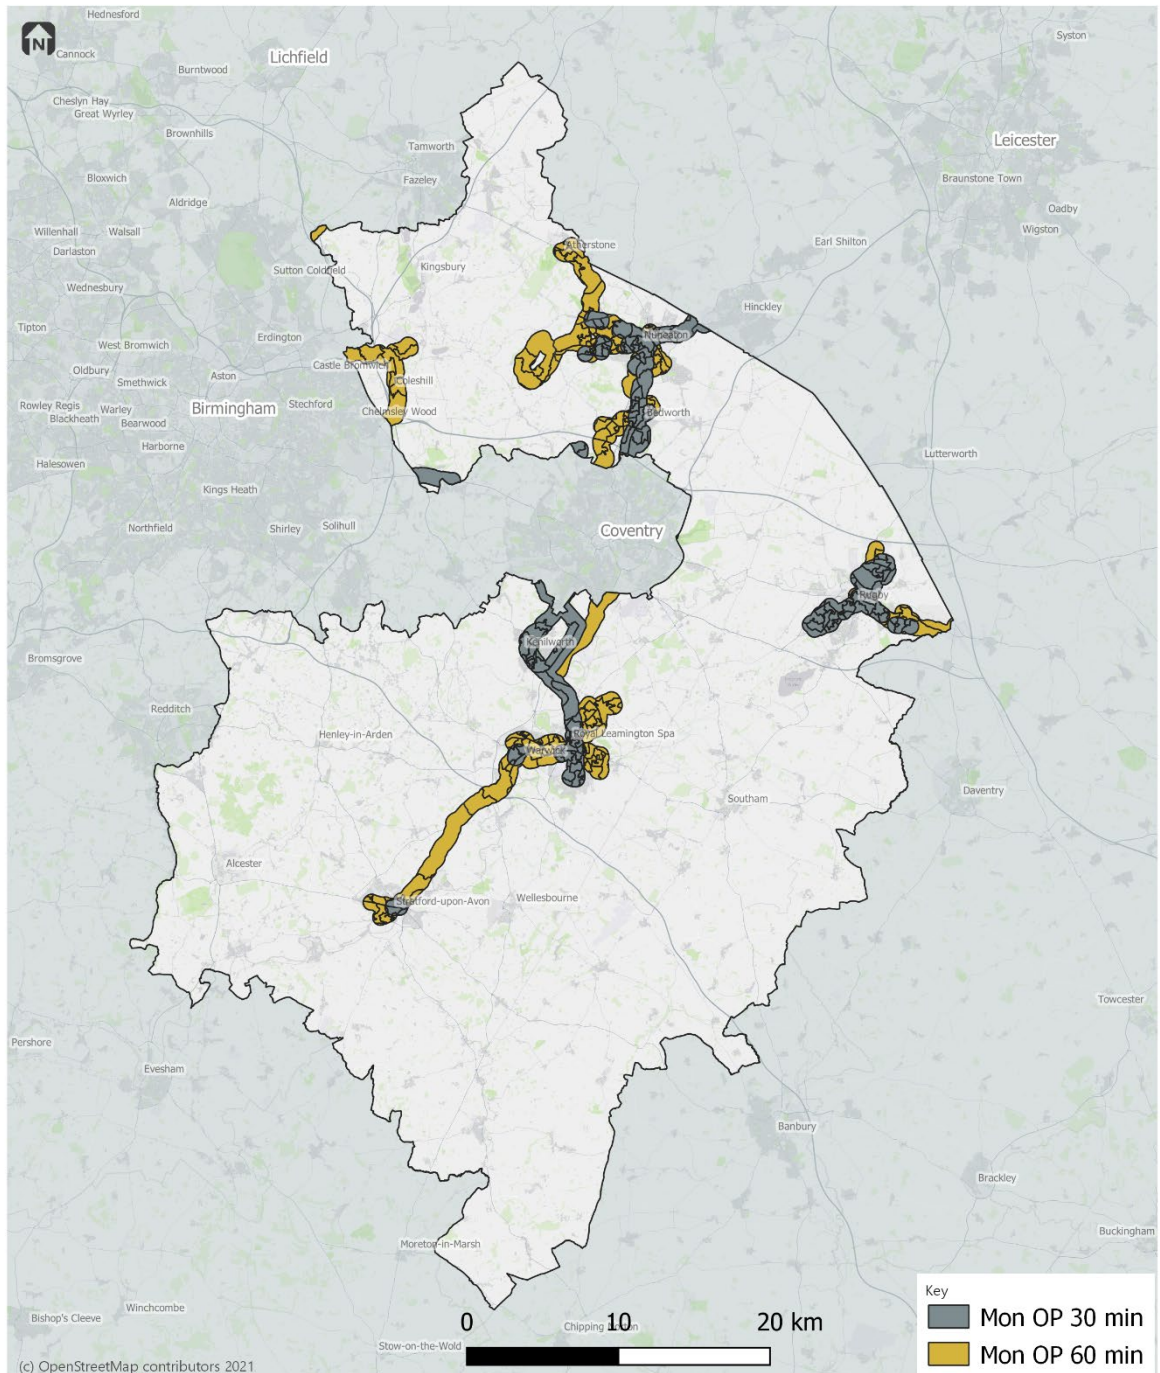 Hednesford
N
Cannock
Lichfield
Syston
Burntwood
Cheslyn Hay
Great Wyrley
Brownhills
Tamworth
Leicester
Bloxwich
Fazeley
Braunstone Town
Aldridge
Oadby
Willenhall
Walsall
Wigston
Darlaston
Earl Shilton
Atherstone
Sutton Coldfield
Kingsbury
Wednesbury
Hinckley
Tipton
Erdington
Nuneaton
West Bromwich
Castle Bromwich
Oldbury
Aston
Coleshill
Smethwick
Rowley Regis
Warley
Birmingham
Stechford
Chelmsley Wood
Bedworth
Blackheath
Bearwood
Harborne
Lutterworth
Halesowen
Kings Heath
Northfield
Shirley
Solihull
Coventry
Rugby
Kenilworth
Bromsgrove
Redditch
Henley-in-Arden
Royal Leamington Spa
Warwick
Daventry
Southam
Alcester
Stratford-upon-Avon
Wellesbourne
Towcester
Pershore
Evesham
Banbury
Brackley
Buckingham
Moreton-in-Marsh
Key
Winchcombe
Bishop's Cleeve
0 10 20 km
Chipping Norton
Mon OP 30 min
Stow-on-the-Wold
Mon OP 60 min
(c) OpenStreetMap contributors 2021